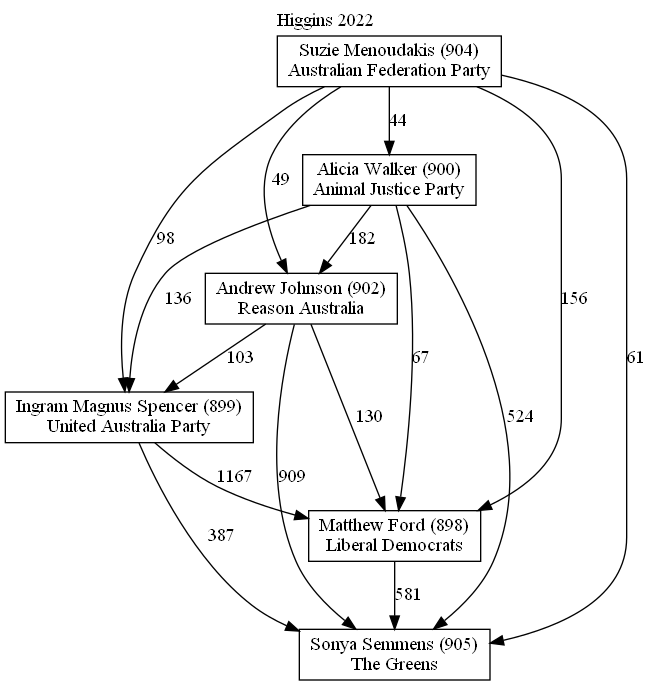 Higgins 2022
Suzie Menoudakis (904)
Australian Federation Party
44
Alicia Walker (900)
Animal Justice Party
49
98
182
136
Andrew Johnson (902)
Reason Australia
156
103
67
61
Ingram Magnus Spencer (899)
United Australia Party
130
524
1167
909
Matthew Ford (898)
Liberal Democrats
387
581
Sonya Semmens (905)
The Greens